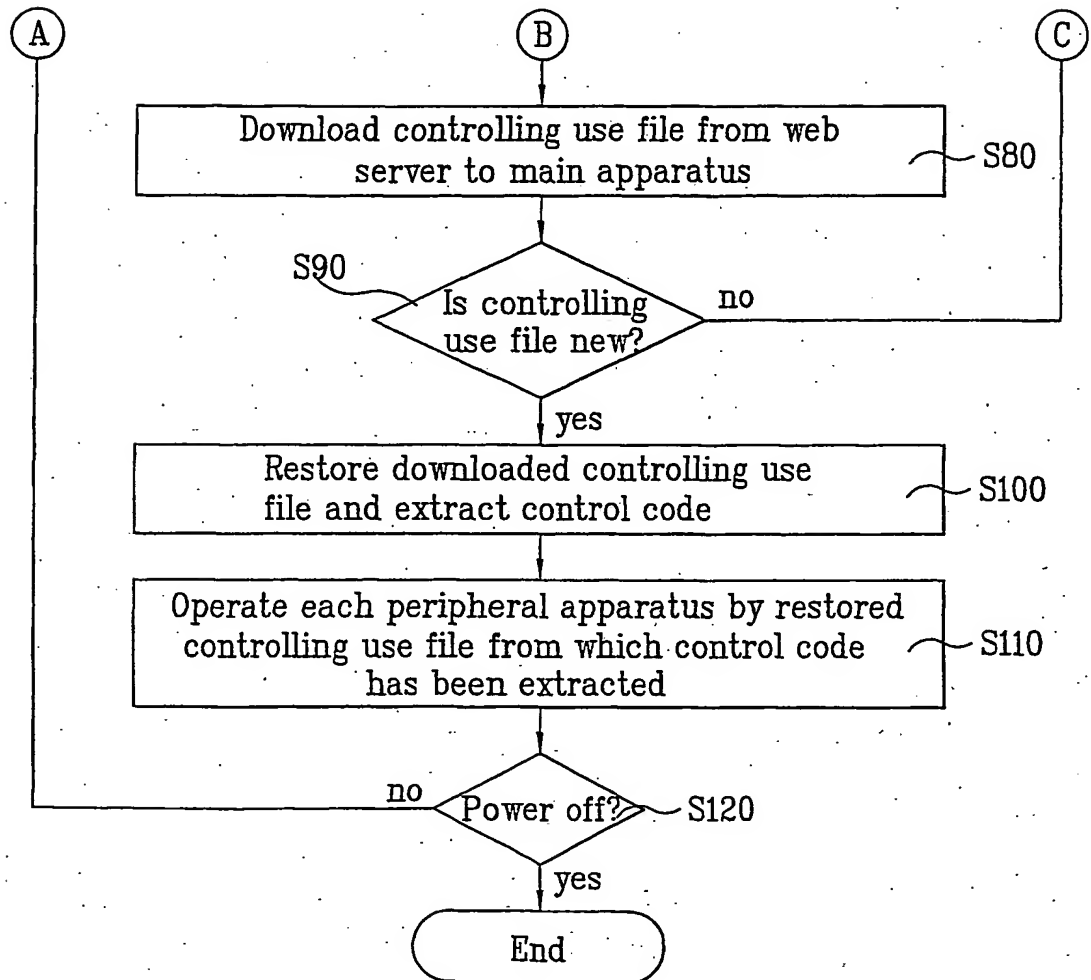 A
B
C
Download controlling use file from web
server to main apparatus
S80
S90
Is controlling
use file new?
no
yes
Restore downloaded controlling use
file and extract control code
S100
Operate each peripheral apparatus by restored
controlling use file from which control code
has been extracted
S110
no
Power off?
S120
yes
End